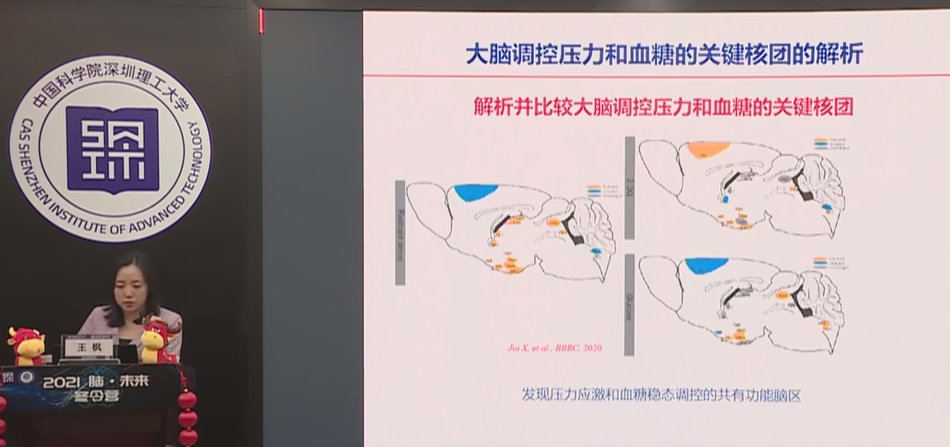 大脑调控压力和血糖的关键核团的解析
解析并比较大脑调控压力和血糖的关键核团
Jia X, et al., BBRC, 2020
发现压力应激和血糖稳态调控的共有功能脑区
中国科学院深圳理工大学
CAS SHENZHEN INSTITUTE OF ADVANCED TECHNOLOGY
王枫
2021 脑·未来
冬令营